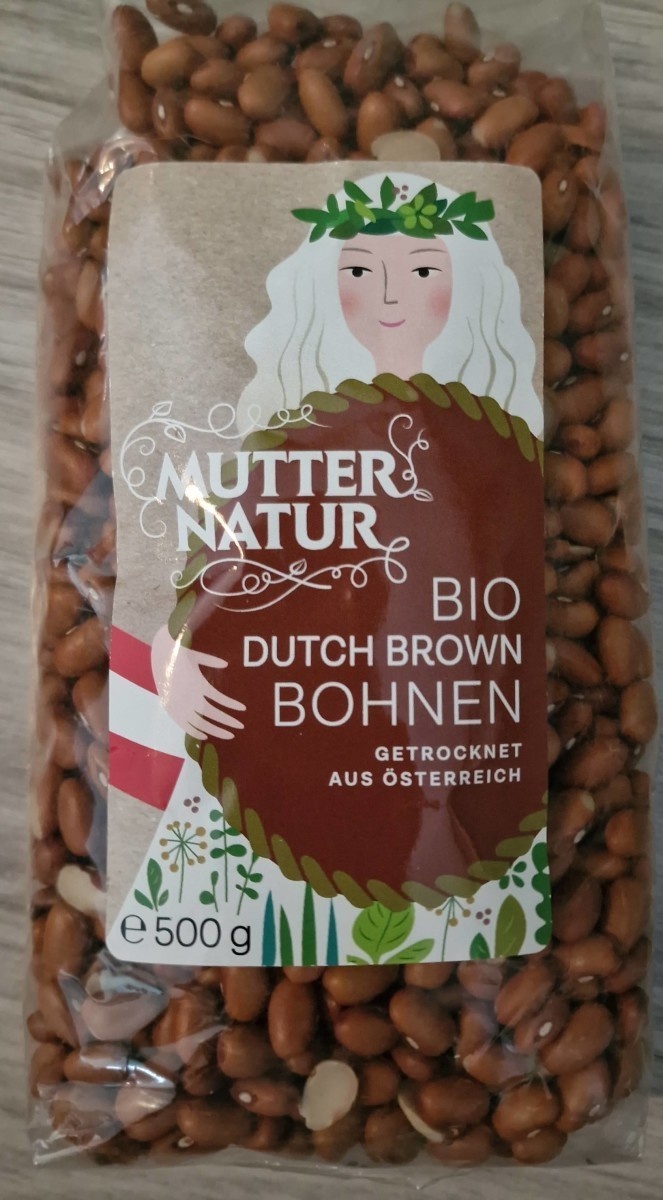 MUTTER
NATUR
BIO
DUTCH BROWN
BOHNEN
GETROCKNET
AUS ÖSTERREICH
e 500 g